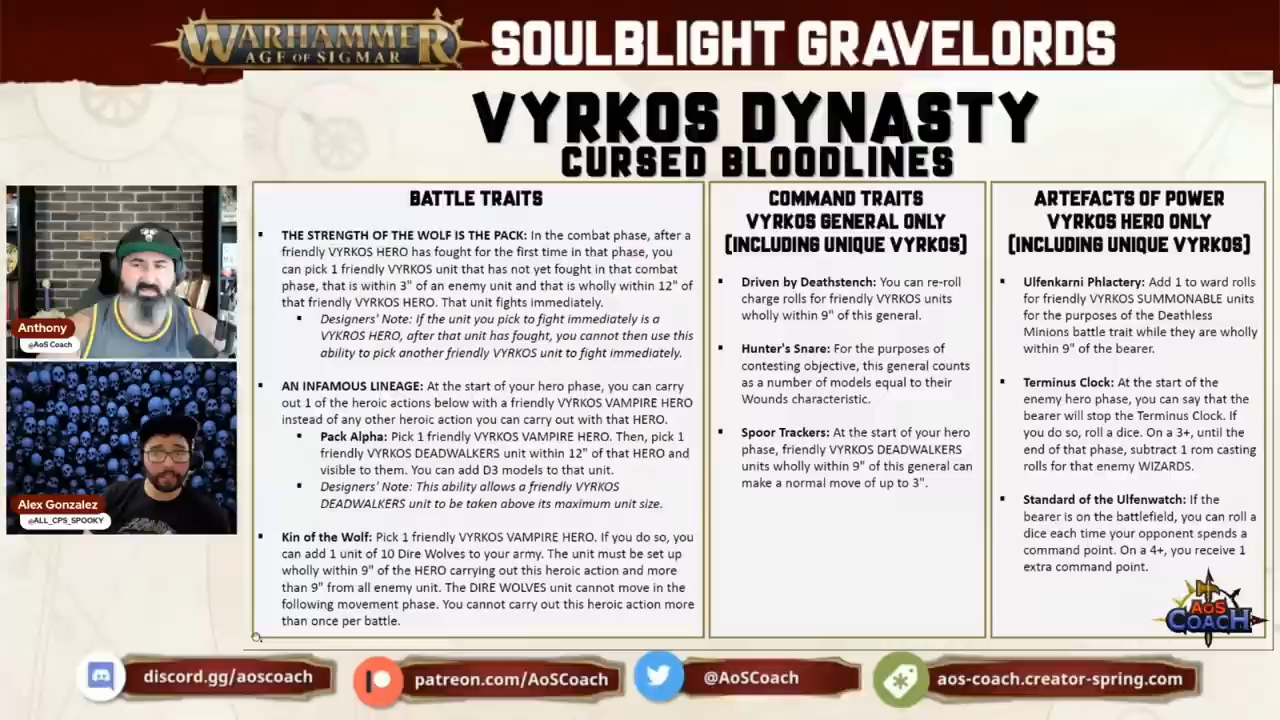 WARHAMMER
AGE OF SIGMAR
SOULBLIGHT GRAVELORDS
VYRKOS DYNASTY
CURSED BLOODLINES
Anthony
@AoS Coach
Alex Gonzalez
@ALL_CPS_SPOOKY
BATTLE TRAITS
▪ THE STRENGTH OF THE WOLF IS THE PACK: In the combat phase, after a
friendly VYRKOS HERO has fought for the first time in that phase, you
can pick 1 friendly VYRKOS unit that has not yet fought in that combat
phase, that is within 3" of an enemy unit and that is wholly within 12" of
that friendly VYRKOS HERO. That unit fights immediately.
▪ Designers' Note: If the unit you pick to fight immediately is a
VYKROS HERO, after that unit has fought, you cannot then use this
ability to pick another friendly VYRKOS unit to fight immediately.
▪ AN INFAMOUS LINEAGE: At the start of your hero phase, you can carry
out 1 of the heroic actions below with a friendly VYRKOS VAMPIRE HERO
instead of any other heroic action you can carry out with that HERO.
▪ Pack Alpha: Pick 1 friendly VYRKOS VAMPIRE HERO. Then, pick 1
friendly VYRKOS DEADWALKERS unit within 12" of that HERO and
visible to them. You can add D3 models to that unit.
▪ Designers' Note: This ability allows a friendly VYRKOS
DEADWALKERS unit to be taken above its maximum unit size.
▪ Kin of the Wolf: Pick 1 friendly VYRKOS VAMPIRE HERO. If you do so, you
can add 1 unit of 10 Dire Wolves to your army. The unit must be set up
wholly within 9" of the HERO carrying out this heroic action and more
than 9" from all enemy unit. The DIRE WOLVES unit cannot move in the
following movement phase. You cannot carry out this heroic action more
than once per battle.
COMMAND TRAITS
VYRKOS GENERAL ONLY
(INCLUDING UNIQUE VYRKOS)
▪ Driven by Deathstench: You can re-roll
charge rolls for friendly VYRKOS units
wholly within 9" of this general.
▪ Hunter's Snare: For the purposes of
contesting objective, this general counts
as a number of models equal to their
Wounds characteristic.
▪ Spoor Trackers: At the start of your hero
phase, friendly VYRKOS DEADWALKERS
units wholly within 9" of this general can
make a normal move of up to 3".
ARTEFACTS OF POWER
VYRKOS HERO ONLY
(INCLUDING UNIQUE VYRKOS)
▪ Ulfenkarni Phlactery: Add 1 to ward rolls
for friendly VYRKOS SUMMONABLE units
for the purposes of the Deathless
Minions battle trait while they are wholly
within 9" of the bearer.
▪ Terminus Clock: At the start of the
enemy hero phase, you can say that the
bearer will stop the Terminus Clock. If
you do so, roll a dice. On a 3+, until the
end of that phase, subtract 1 rom casting
rolls for that enemy WIZARDS.
▪ Standard of the Ulfenwatch: If the
bearer is on the battlefield, you can roll a
dice each time your opponent spends a
command point. On a 4+, you receive 1
extra command point.
AoS
COACH
discord.gg/aoscoach
patreon.com/AoSCoach
@AoSCoach
aos-coach.creator-spring.com